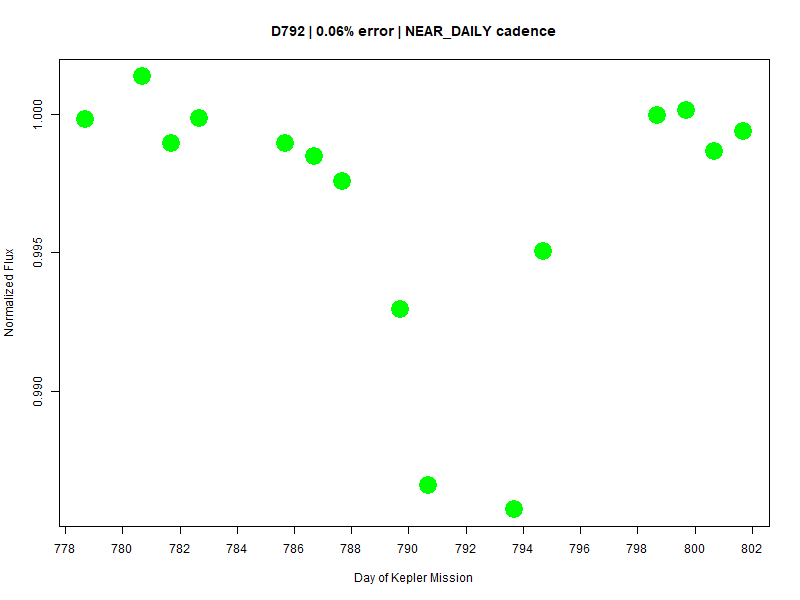 D792 | 0.06% error | NEAR_DAILY cadence
1.000
0.995
0.990
Normalized Flux
778 780 782 784 786 788 790 792 794 796 798 800 802
Day of Kepler Mission